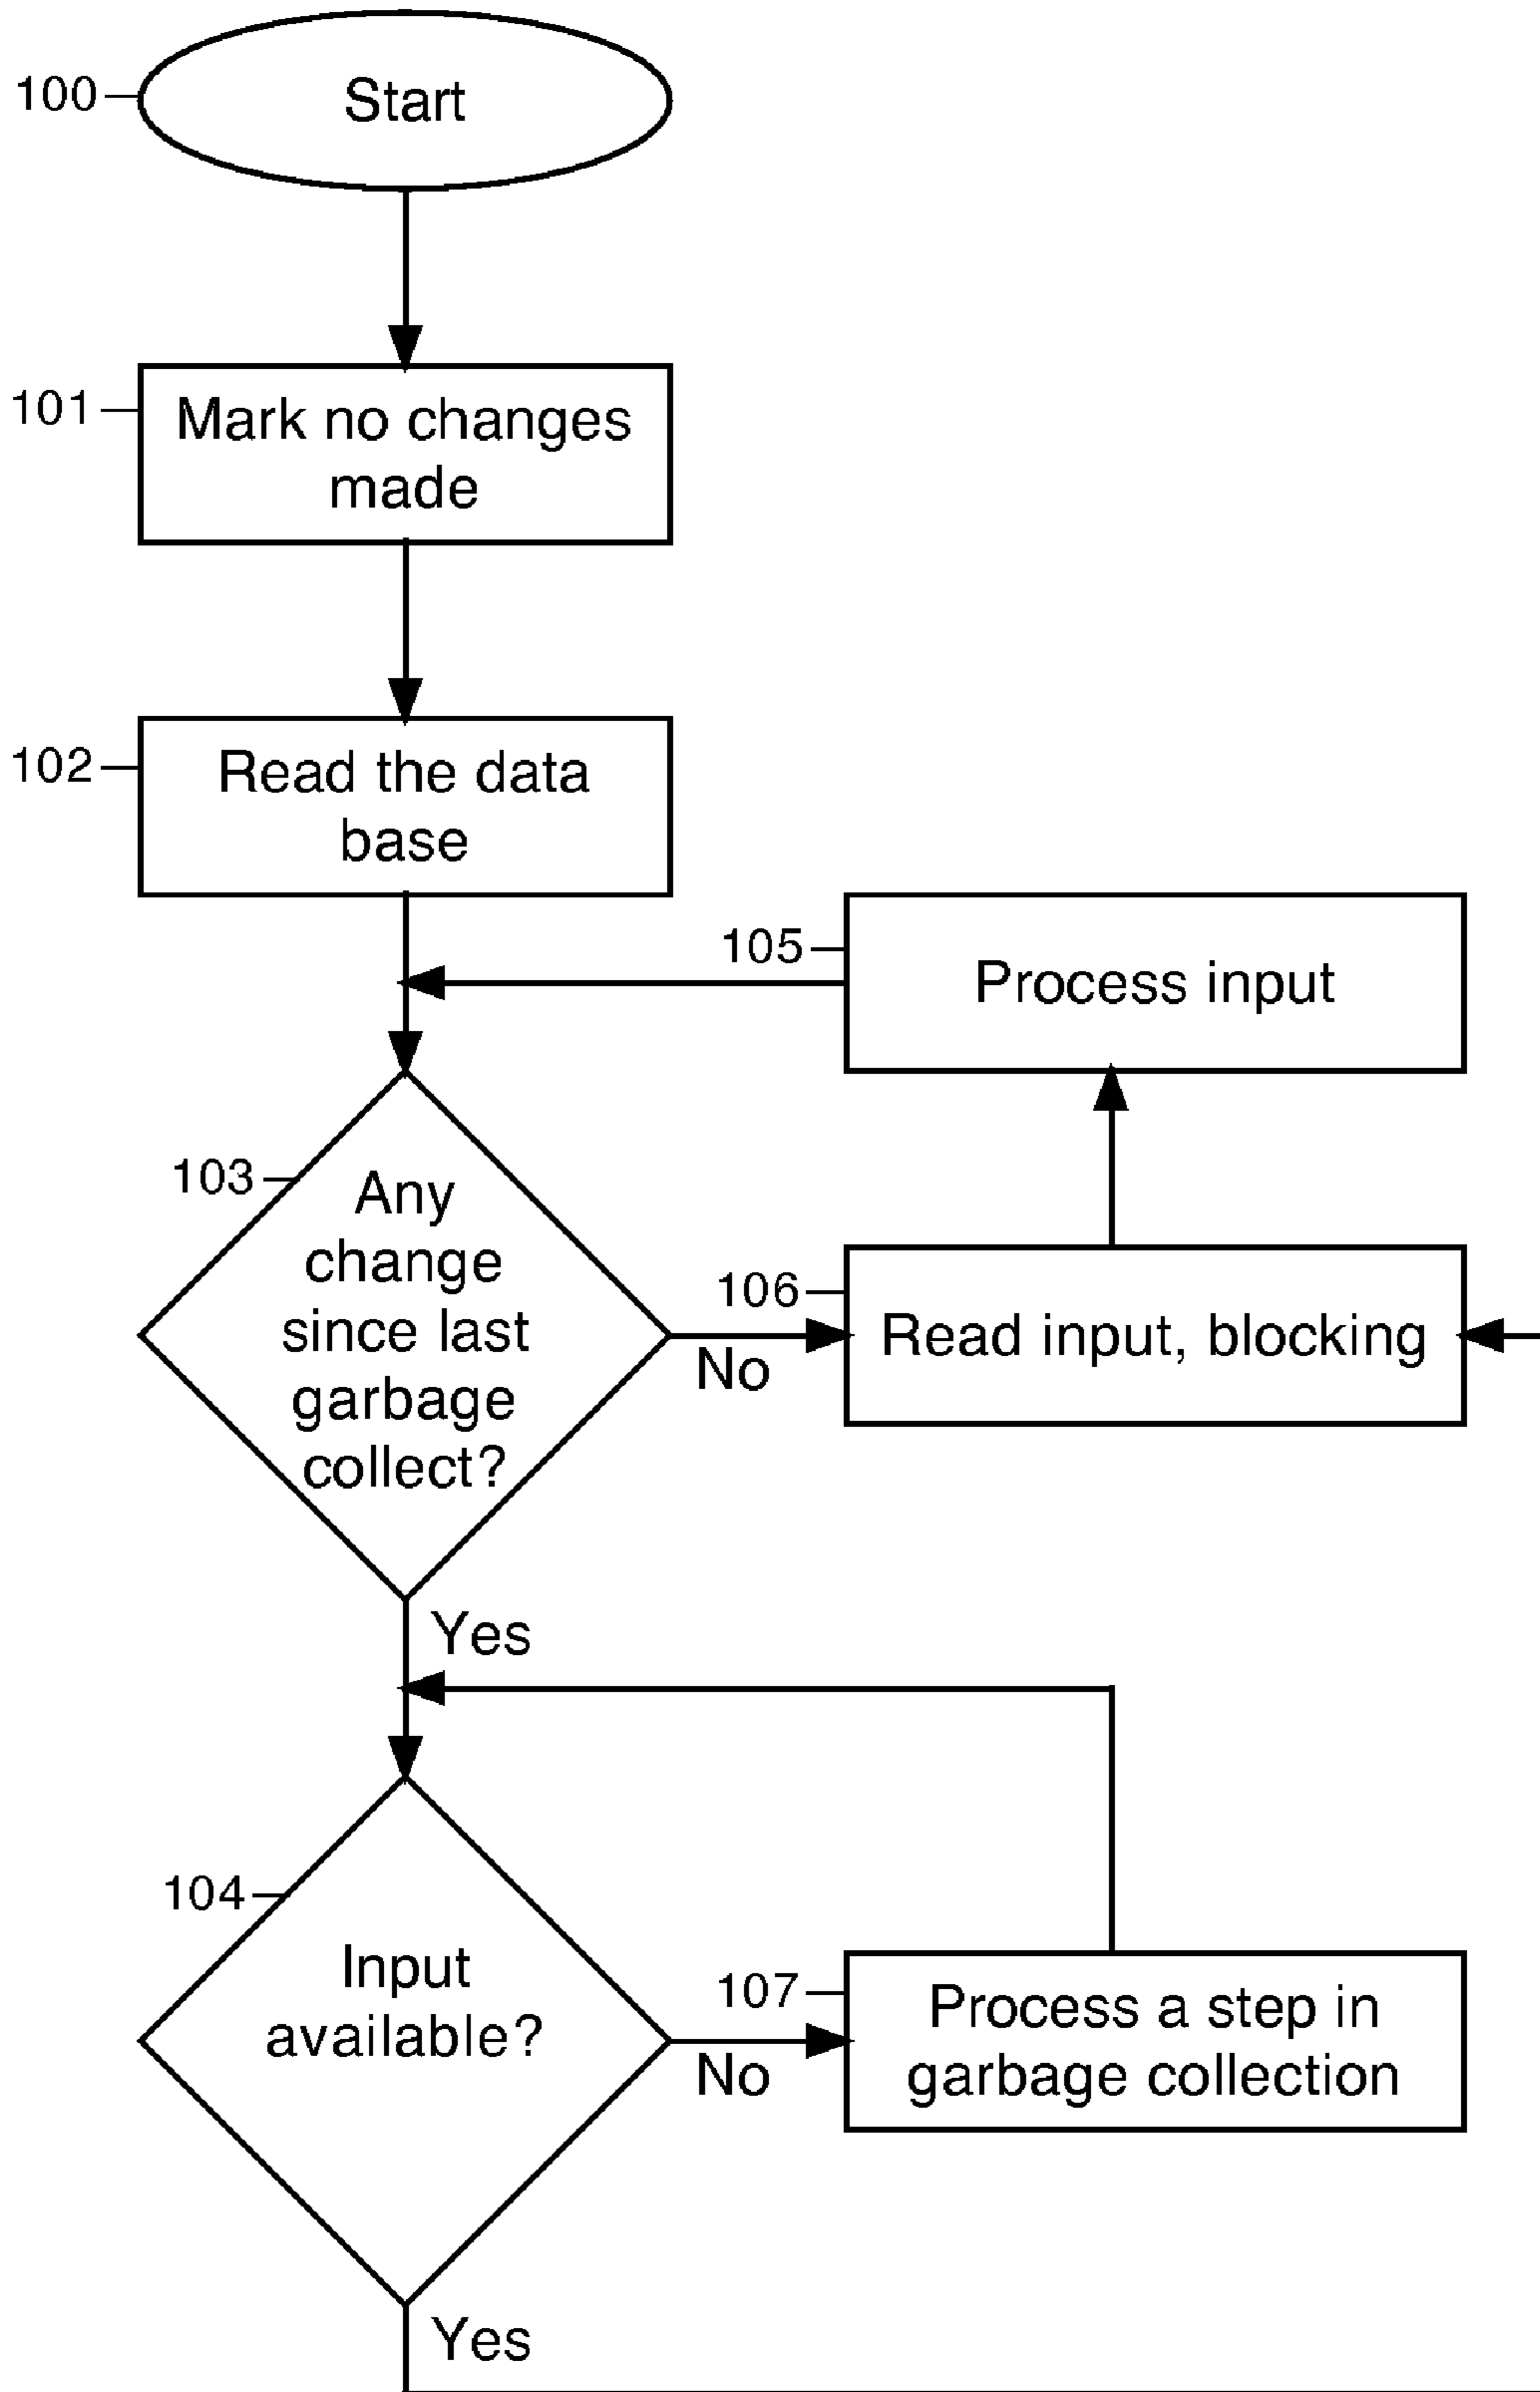 100
Start
101
Mark no changes
made
102
Read the data
base
105
Process input
103
Any
change
since last
garbage
collect?
No
106
Read input, blocking
Yes
104
Input
available?
No
107
Process a step in
garbage collection
Yes